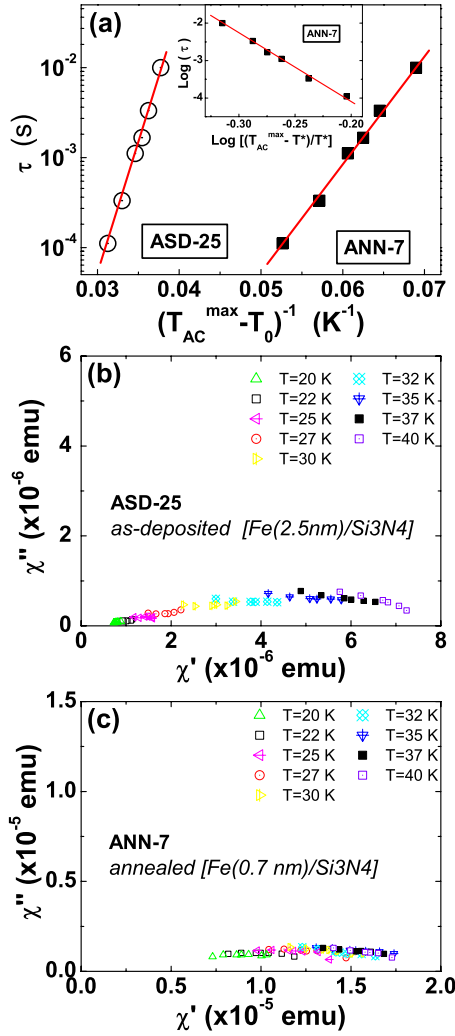 (a)
ANN-7
Log ( τ )
-2
-3
-4
-0.30
-0.25
-0.20
Log [(T_AC^max - T*)/T*]
τ (s)
10^-2
10^-3
10^-4
ASD-25
ANN-7
0.03
0.04
0.05
0.06
0.07
(T_AC^max - T_0)^-1 (K^-1)
(b)
T=20 K
T=22 K
T=25 K
T=27 K
T=30 K
T=32 K
T=35 K
T=37 K
T=40 K
ASD-25
as-deposited [Fe(2.5nm)/Si3N4]
χ'' (x10^-6 emu)
6
4
2
0
0
2
4
6
8
χ' (x10^-6 emu)
(c)
T=20 K
T=22 K
T=25 K
T=27 K
T=30 K
T=32 K
T=35 K
T=37 K
T=40 K
ANN-7
annealed [Fe(0.7 nm)/Si3N4]
χ'' (x10^-5 emu)
1.5
1.0
0.5
0.0
0.0
0.5
1.0
1.5
2.0
χ' (x10^-5 emu)